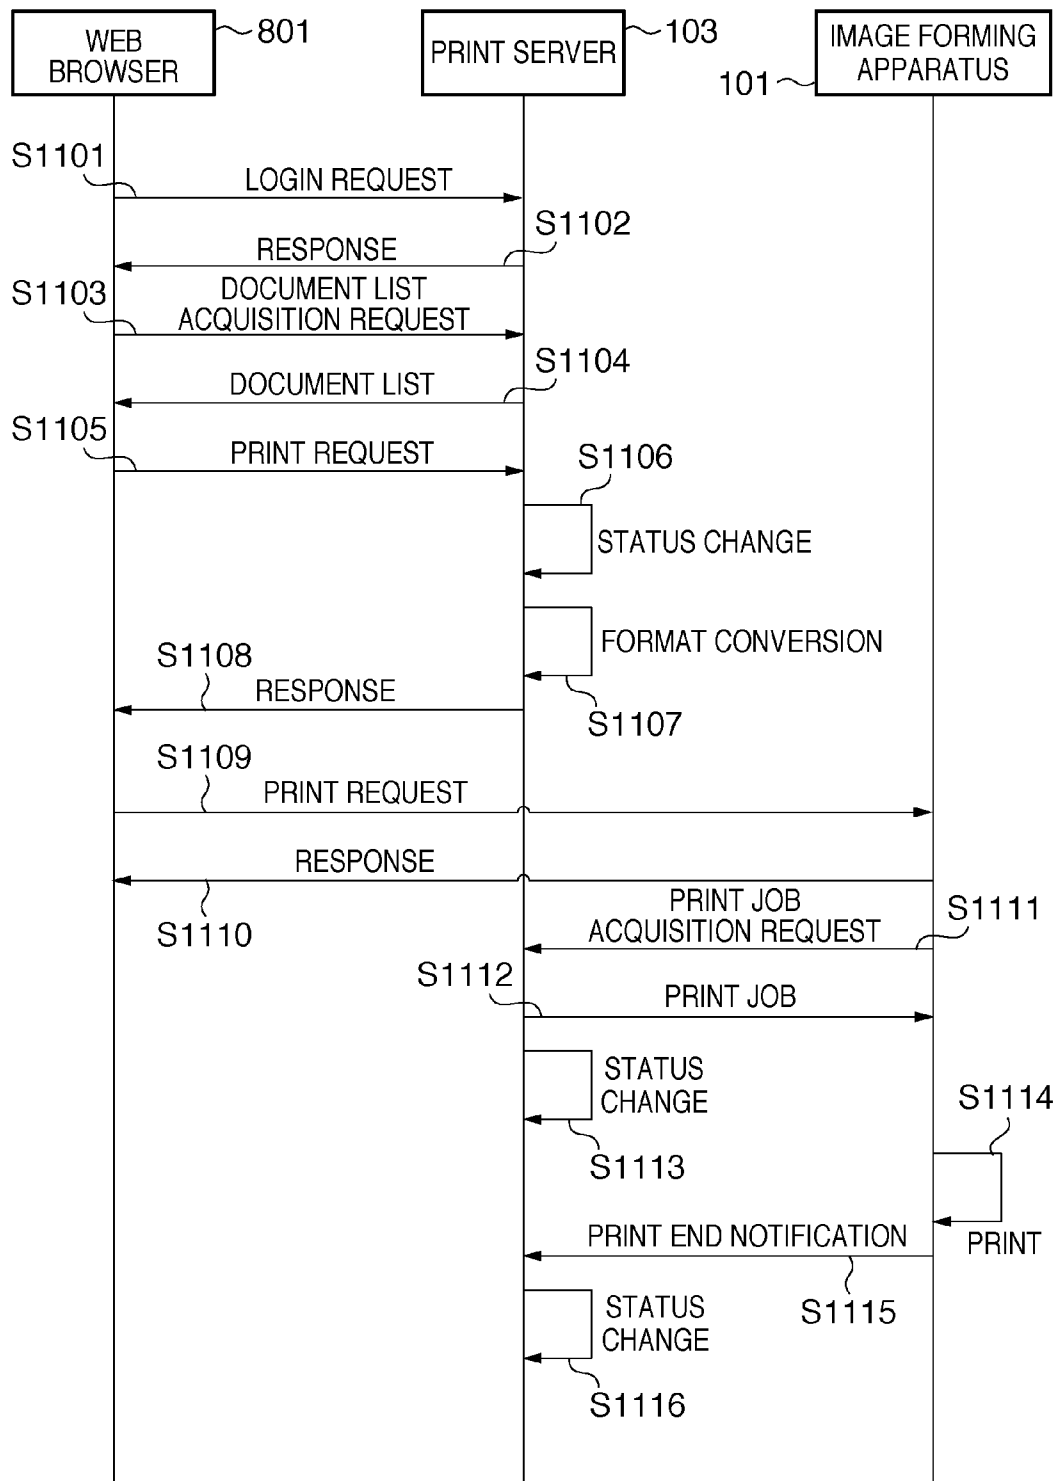 WEB
BROWSER
801
PRINT SERVER
103
IMAGE FORMING
APPARATUS
101
S1101
LOGIN REQUEST
S1102
RESPONSE
S1103
DOCUMENT LIST
ACQUISITION REQUEST
S1104
DOCUMENT LIST
S1105
PRINT REQUEST
S1106
STATUS CHANGE
FORMAT CONVERSION
S1107
S1108
RESPONSE
S1109
PRINT REQUEST
RESPONSE
S1110
PRINT JOB
ACQUISITION REQUEST
S1111
S1112
PRINT JOB
STATUS
CHANGE
S1113
S1114
PRINT
PRINT END NOTIFICATION
S1115
STATUS
CHANGE
S1116